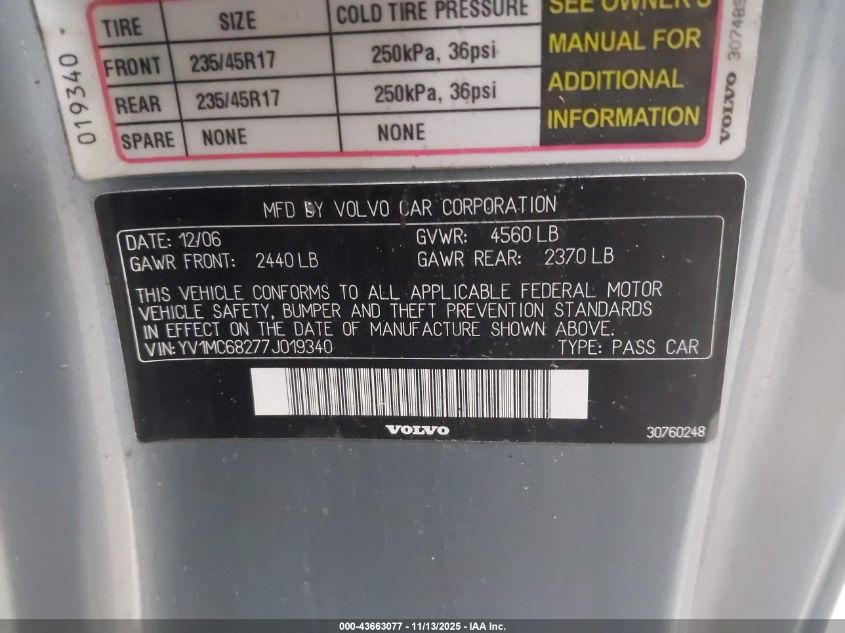 TIRE SIZE COLD TIRE PRESSURE
FRONT 235/45R17 250kPa, 36psi
REAR 235/45R17 250kPa, 36psi
SPARE NONE NONE
SEE OWNER'S
MANUAL FOR
ADDITIONAL
INFORMATION
019340
VOLVO
MFD BY VOLVO CAR CORPORATION
DATE: 12/06 GVWR: 4560 LB
GAWR FRONT: 2440 LB GAWR REAR: 2370 LB
THIS VEHICLE CONFORMS TO ALL APPLICABLE FEDERAL MOTOR
VEHICLE SAFETY, BUMPER AND THEFT PREVENTION STANDARDS
IN EFFECT ON THE DATE OF MANUFACTURE SHOWN ABOVE.
VIN: YV1MC68277J019340 TYPE: PASS CAR
VOLVO 30760248
000-43663077 - 11/13/2025 - IAA Inc.